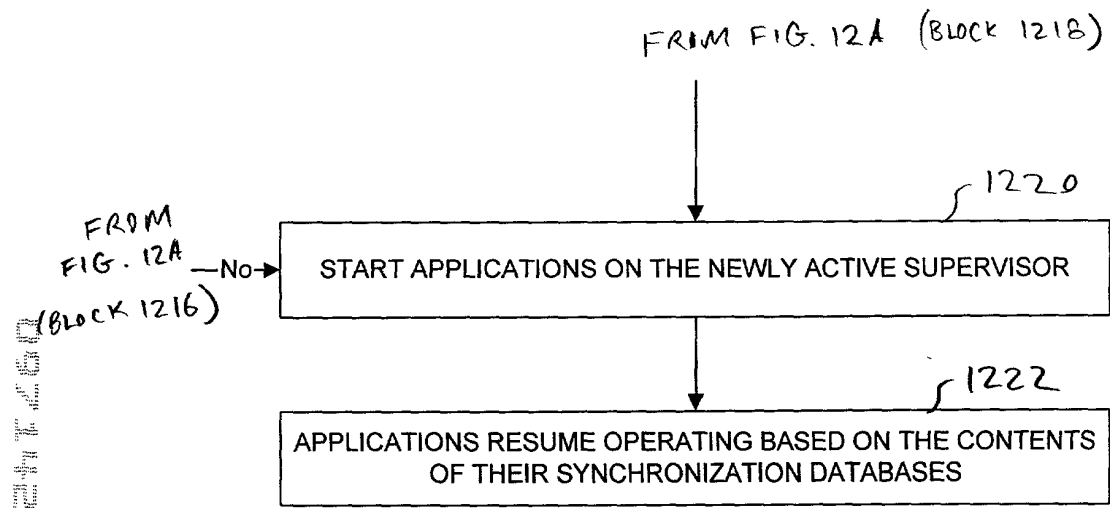 FROM FIG. 12A (BLOCK 1218)
1220
FROM
FIG. 12A
(BLOCK 1216)
No
START APPLICATIONS ON THE NEWLY ACTIVE SUPERVISOR
1222
APPLICATIONS RESUME OPERATING BASED ON THE CONTENTS
OF THEIR SYNCHRONIZATION DATABASES